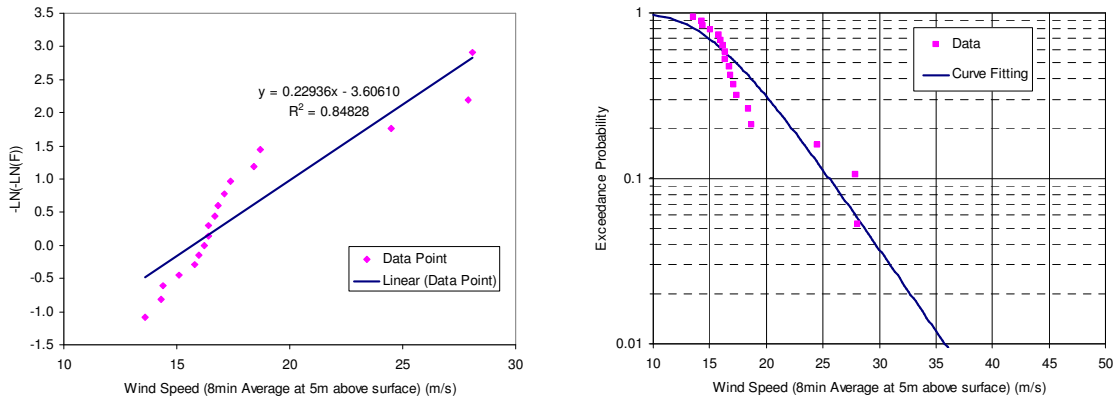 3.5
3.0
2.5
2.0
1.5
1.0
0.5
0.0
-0.5
-1.0
-1.5
-LN(-LN(F))
y = 0.22936x - 3.60610
R² = 0.84828
Data Point
Linear (Data Point)
10 15 20 25 30
Wind Speed (8min Average at 5m above surface) (m/s)
1
0.1
0.01
Exceedance Probability
Data
Curve Fitting
10 15 20 25 30 35 40 45 50
Wind Speed (8min Average at 5m above surface) (m/s)